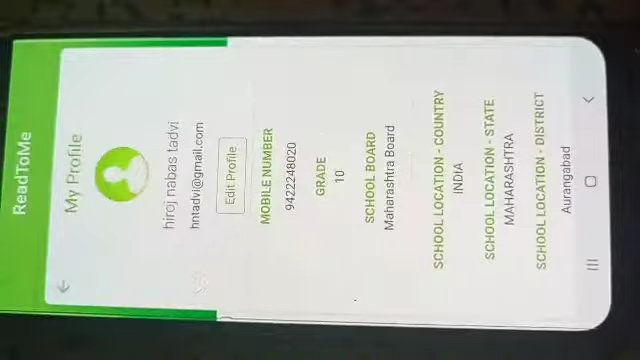 ReadToMe
My Profile
hiroj nabas tadvi
hntadvi@gmail.com
Edit Profile
MOBILE NUMBER
9422248020
GRADE
10
SCHOOL BOARD
Maharashtra Board
SCHOOL LOCATION - COUNTRY
INDIA
SCHOOL LOCATION - STATE
MAHARASHTRA
SCHOOL LOCATION - DISTRICT
Aurangabad